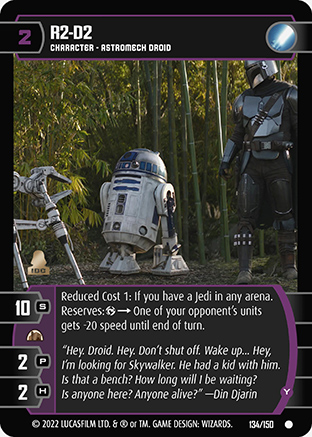 2
R2-D2
CHARACTER - ASTROMECH DROID
10 S
2 P
2 H
Reduced Cost 1: If you have a Jedi in any arena.
Reserves: → One of your opponent's units
gets -20 speed until end of turn.
"Hey. Droid. Hey. Don't shut off. Wake up... Hey,
I'm looking for Skywalker. He had a kid with him.
Is that a bench? How long will I be waiting?
Is anyone here? Anyone alive?" —Din Djarin
Y
© 2022 LUCASFILM LTD. & ® or TM. GAME DESIGN: WIZARDS.
134/150